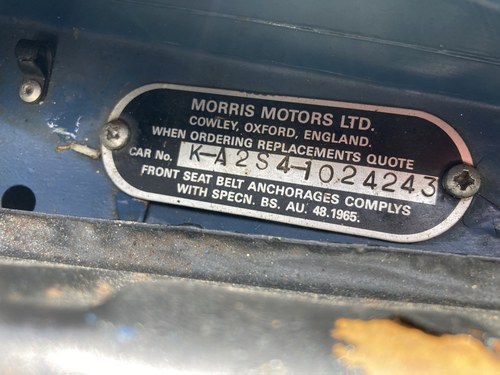 MORRIS MOTORS LTD.
COWLEY, OXFORD, ENGLAND.
WHEN ORDERING REPLACEMENTS QUOTE
CAR No. K-A2S4-1024243
FRONT SEAT BELT ANCHORAGES COMPLYS
WITH SPECN. BS. AU. 48.1965.